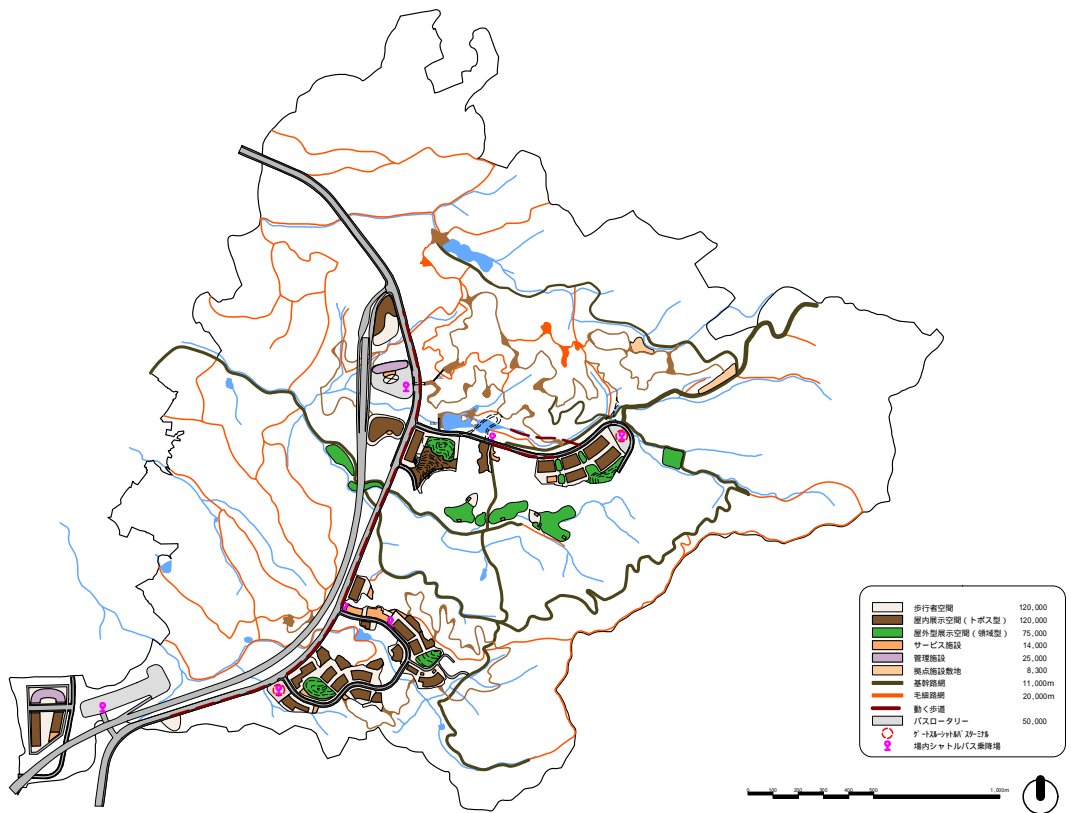 歩行者空間 120,000
屋内展示空間(トポス型) 120,000
屋外型展示空間(領域型) 75,000
サービス施設 14,000
管理施設 25,000
拠点施設敷地 8,300
基幹路網 11,000m
毛細路網 20,000m
動く歩道
バスロータリー 50,000
ゲートスルーシャトルバスターミナル
場内シャトルバス乗降場
0 100 200 300 400 500 1,000m